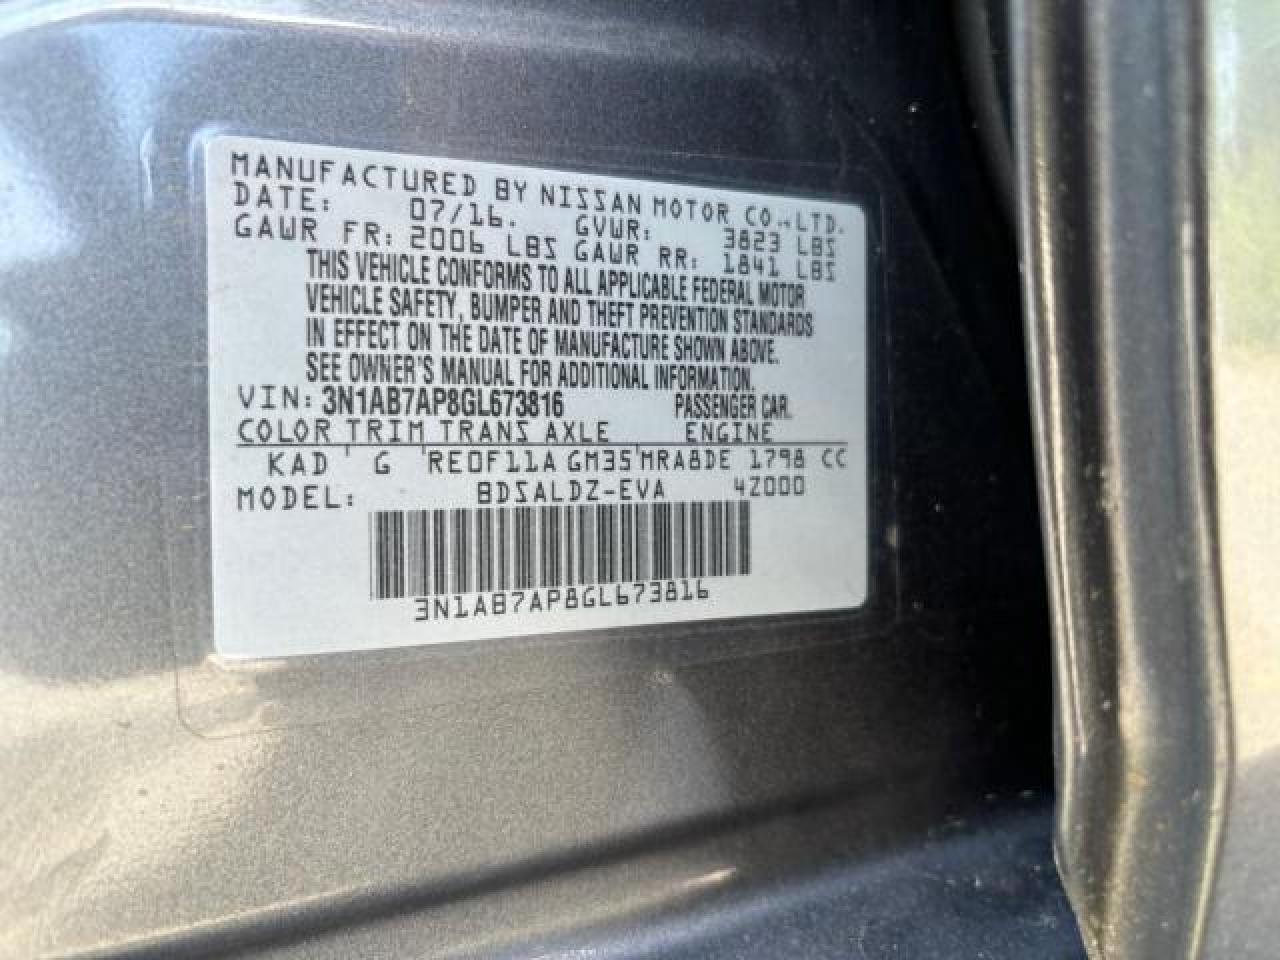 MANUFACTURED BY NISSAN MOTOR CO.,LTD.
DATE: 07/16. GVWR: 3823 LBS
GAWR FR: 2006 LBS GAWR RR: 1841 LBS
THIS VEHICLE CONFORMS TO ALL APPLICABLE FEDERAL MOTOR
VEHICLE SAFETY, BUMPER AND THEFT PREVENTION STANDARDS
IN EFFECT ON THE DATE OF MANUFACTURE SHOWN ABOVE.
SEE OWNER'S MANUAL FOR ADDITIONAL INFORMATION.
VIN: 3N1AB7AP8GL673816 PASSENGER CAR.
COLOR TRIM TRANS AXLE ENGINE
KAD ' G 'RE0F11A GM35'MRA8DE 1798 CC
MODEL: BDSALDZ-EVA 4Z000
3N1AB7AP8GL673816